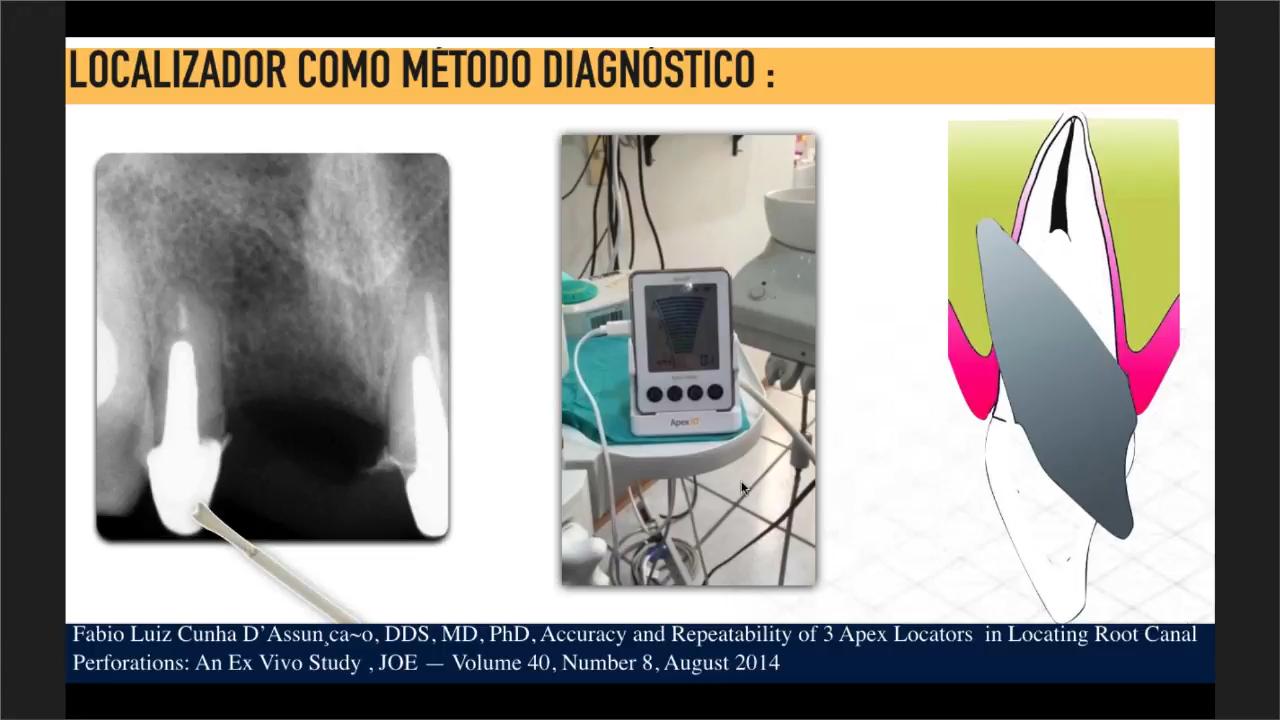 LOCALIZADOR COMO MÉTODO DIAGNÓSTICO :
Apex ID
Fabio Luiz Cunha D’Assun¸ca~o, DDS, MD, PhD, Accuracy and Repeatability of 3 Apex Locators in Locating Root Canal
Perforations: An Ex Vivo Study , JOE — Volume 40, Number 8, August 2014